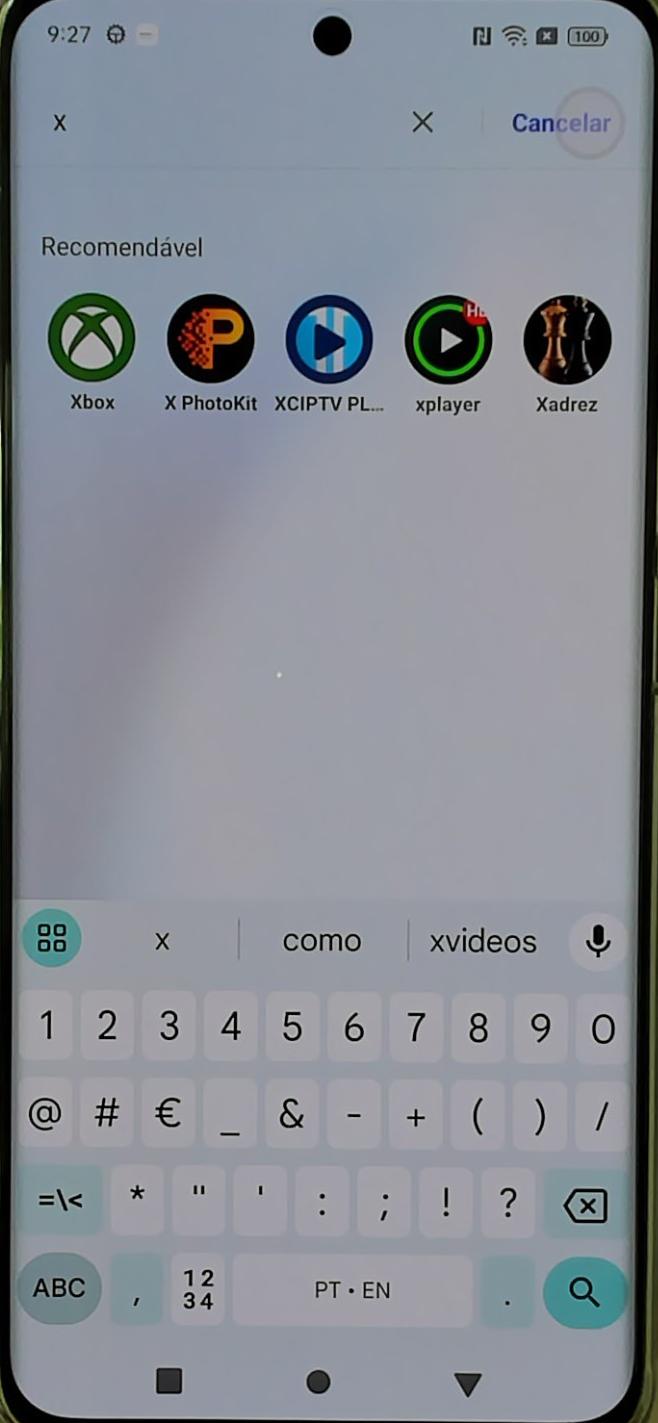 9:27 100
x Cancelar
Recomendável
Xbox X PhotoKit XCIPTV PL... xplayer Xadrez
x como xvideos
1 2 3 4 5 6 7 8 9 0
@ # € _ & - + ( ) /
=\< * " ' : ; ! ?
ABC , 12 34 PT • EN .